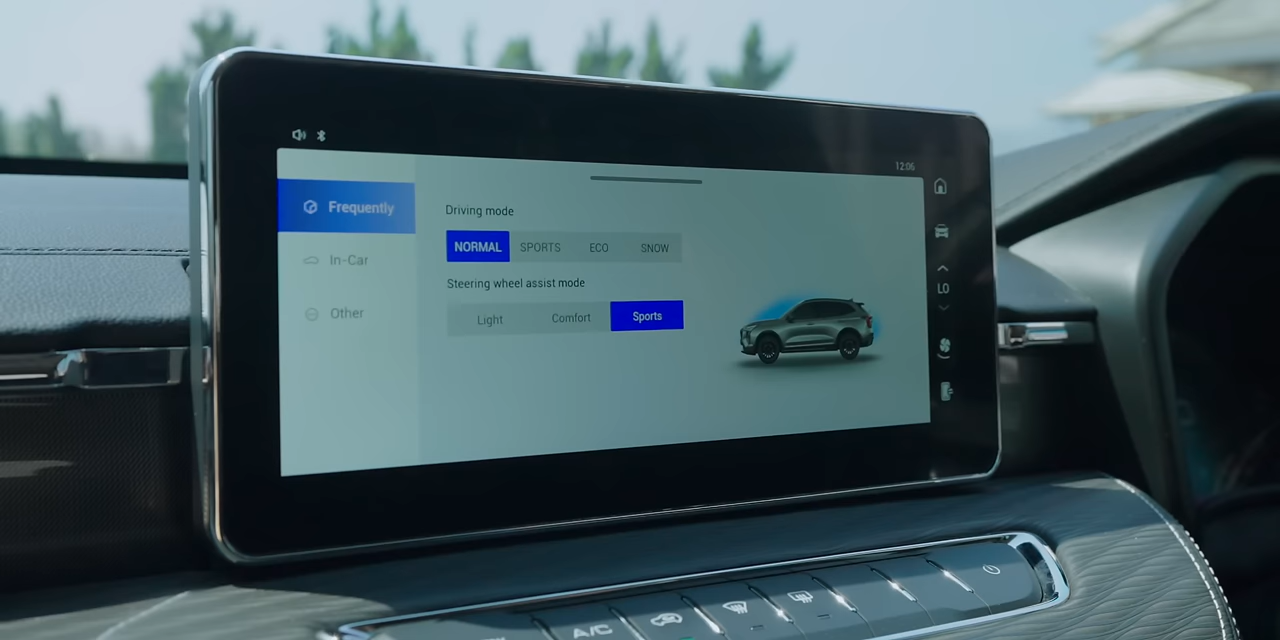 12:06
Frequently
In-Car
Other
Driving mode
NORMAL SPORTS ECO SNOW
Steering wheel assist mode
Light Comfort Sports
LO
A/C